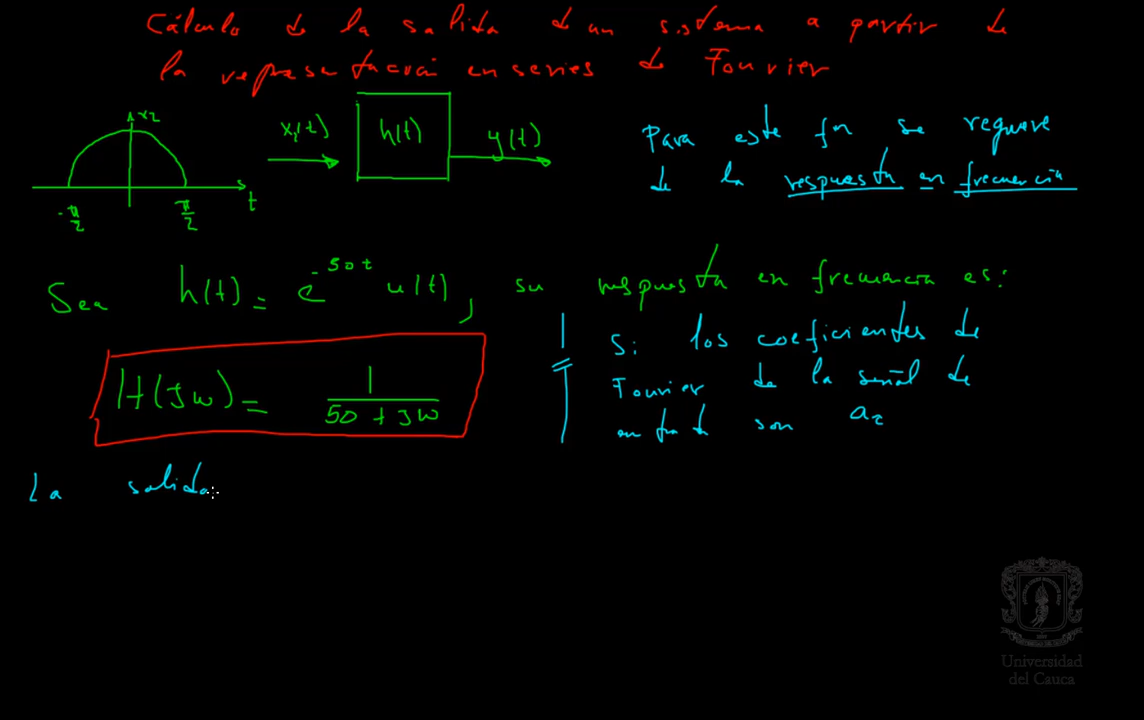 Cálculo de la salida de un sistema a partir de
la representación en series de Fourier
x₁(t)
h(t)
y(t)
t
-π/2
π/2
Para este fin se requiere
de la respuesta en frecuencia
Sea h(t) = e^-50t u(t), su respuesta en frecuencia es:
H(jω) = 1 / 50 + jω
Si los coeficientes de
Fourier de la señal de
entrada son a₂
La salida
Universidad
del Cauca